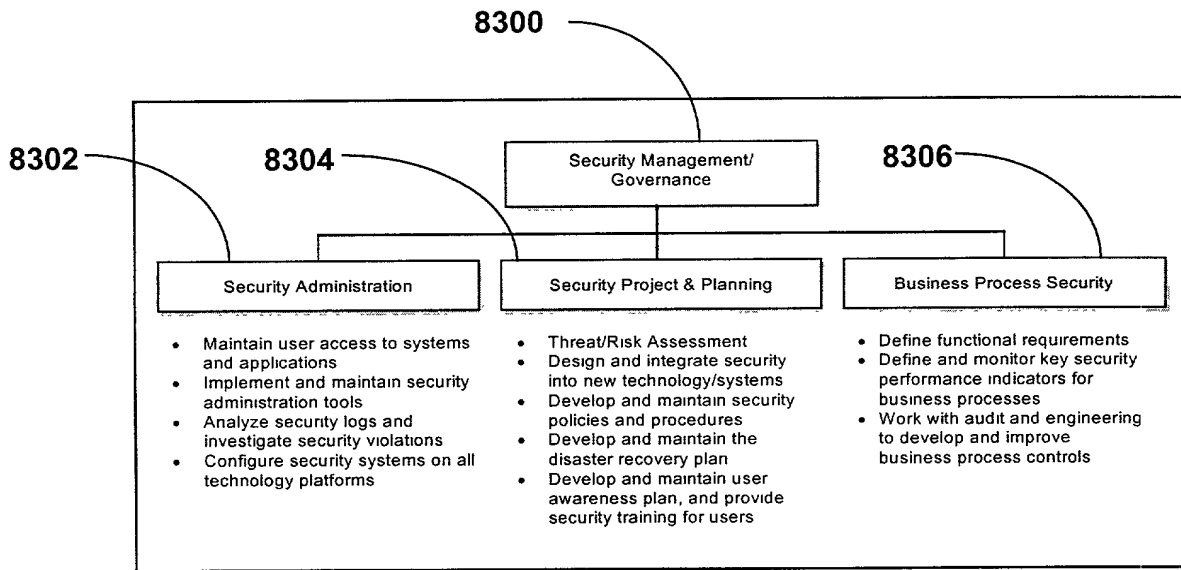 8300
8302
8304
8306
Security Management/
Governance
Security Administration
Security Project & Planning
Business Process Security
• Maintain user access to systems
and applications
• Implement and maintain security
administration tools
• Analyze security logs and
investigate security violations
• Configure security systems on all
technology platforms
• Threat/Risk Assessment
• Design and integrate security
into new technology/systems
• Develop and maintain security
policies and procedures
• Develop and maintain the
disaster recovery plan
• Develop and maintain user
awareness plan, and provide
security training for users
• Define functional requirements
• Define and monitor key security
performance indicators for
business processes
• Work with audit and engineering
to develop and improve
business process controls